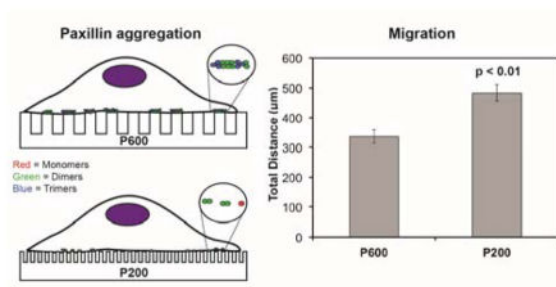 Paxillin aggregation
P600
Red = Monomers
Green = Dimers
Blue = Trimers
P200
Migration
Total Distance (µm)
600
500
400
300
200
100
0
p < 0.01
P600
P200